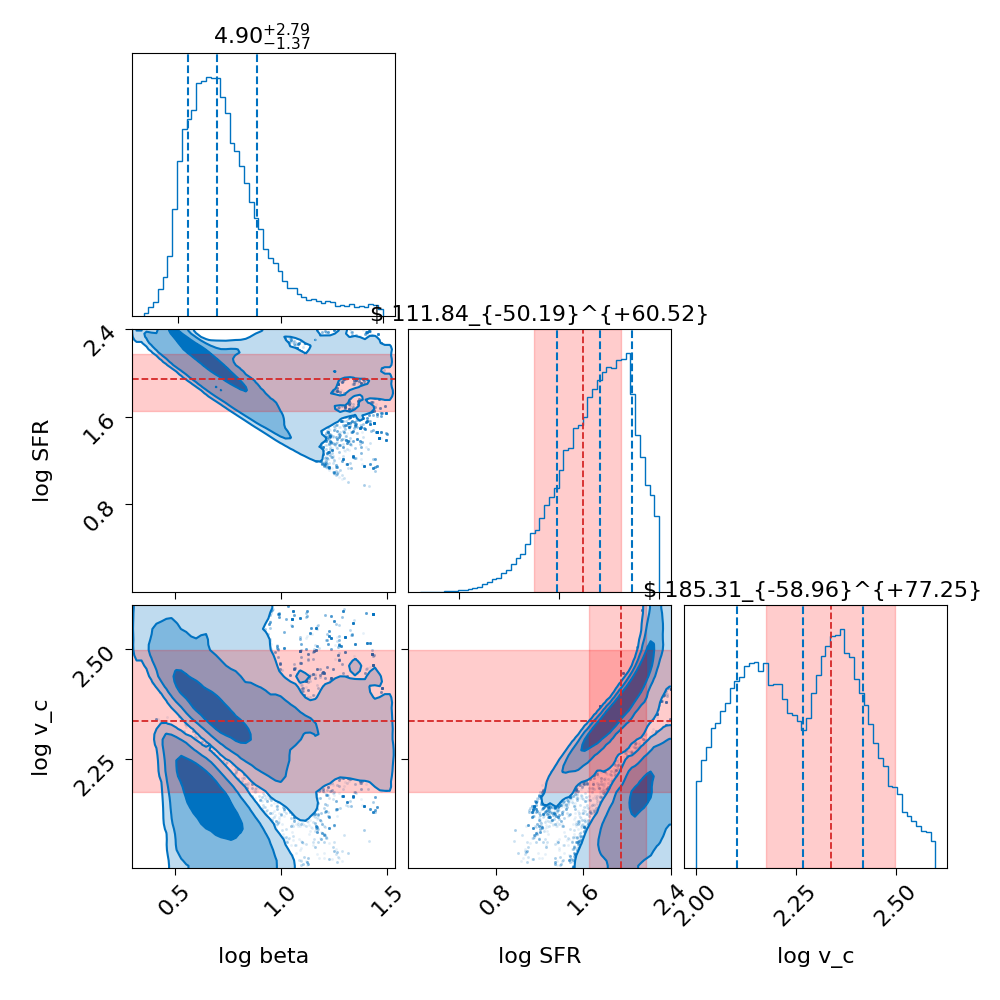 4.90+2.79−1.37
$ 111.84_{-50.19}^{+60.52}
2.4
1.6
0.8
log SFR
$ 185.31_{-58.96}^{+77.25}
2.50
2.25
log v_c
0.5 1.0 1.5 0.8 1.6 2.4 2.00 2.25 2.50
log beta log SFR log v_c